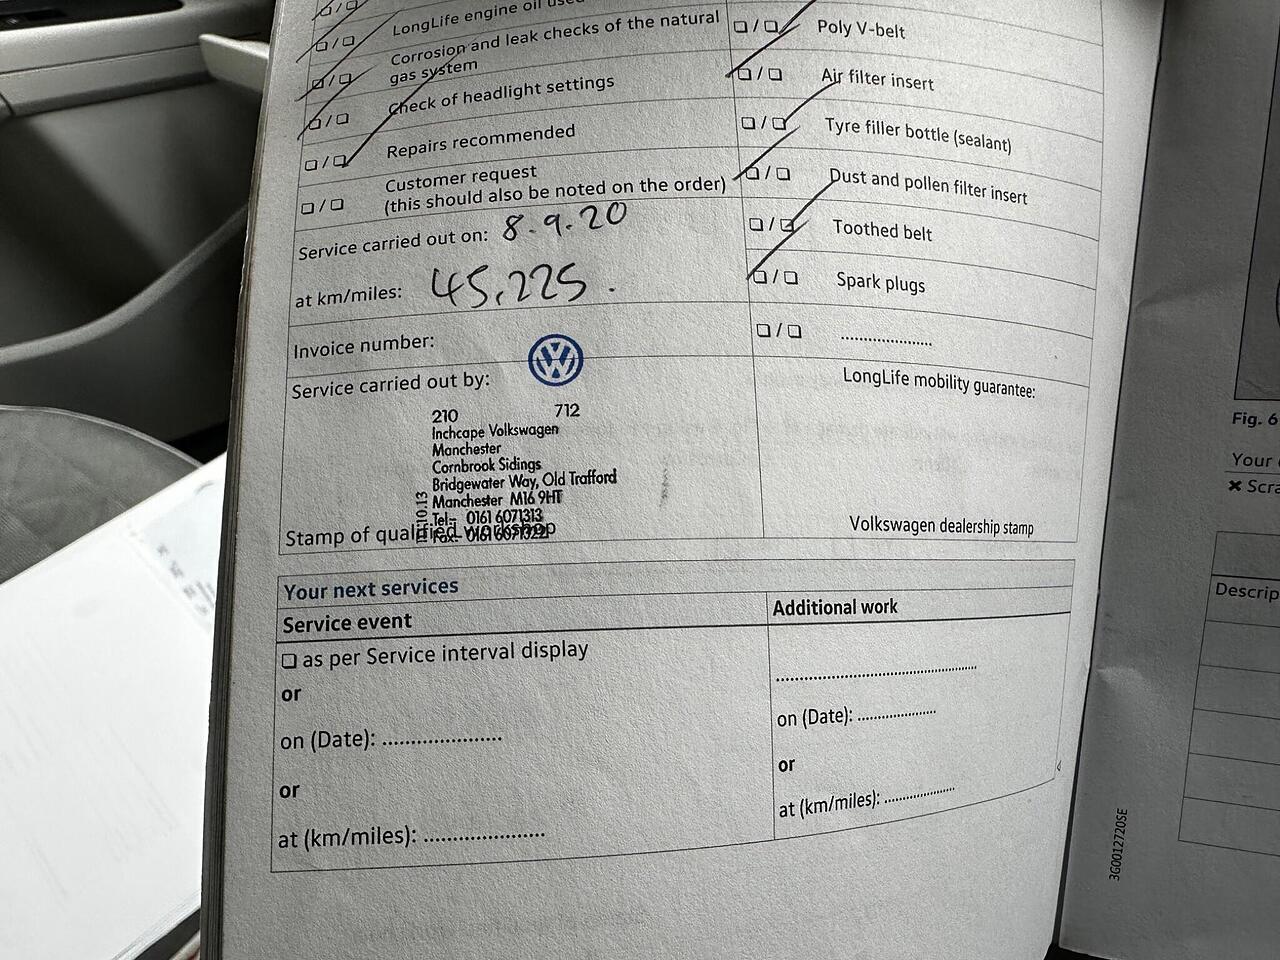 LongLife engine oil used
Corrosion and leak checks of the natural
gas system
Check of headlight settings
Repairs recommended
Customer request
(this should also be noted on the order)
Service carried out on: 8.9.20
at km/miles: 45,225.
Invoice number:
Service carried out by:
210 712
Inchcape Volkswagen
Manchester
Cornbrook Sidings
Bridgewater Way, Old Trafford
Manchester M16 9HT
Tel:- 0161 6071313
Fax:- 0161 6071322
10.13
Stamp of qualified workshop
Poly V-belt
Air filter insert
Tyre filler bottle (sealant)
Dust and pollen filter insert
Toothed belt
Spark plugs
....................
LongLife mobility guarantee:
Volkswagen dealership stamp
Your next services
Service event
as per Service interval display
or
on (Date): ....................
or
at (km/miles): ....................
Additional work
........................................
on (Date): ....................
or
at (km/miles): ..................
3G0012720SE
Fig. 6
Your
Scra
Descrip